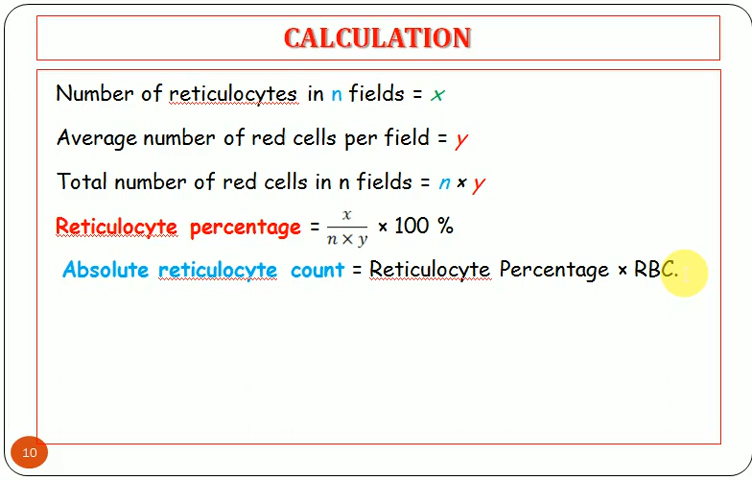 CALCULATION
Number of reticulocytes in n fields = x
Average number of red cells per field = y
Total number of red cells in n fields = n × y
Reticulocyte percentage = x / n × y × 100 %
Absolute reticulocyte count = Reticulocyte Percentage × RBC.
10